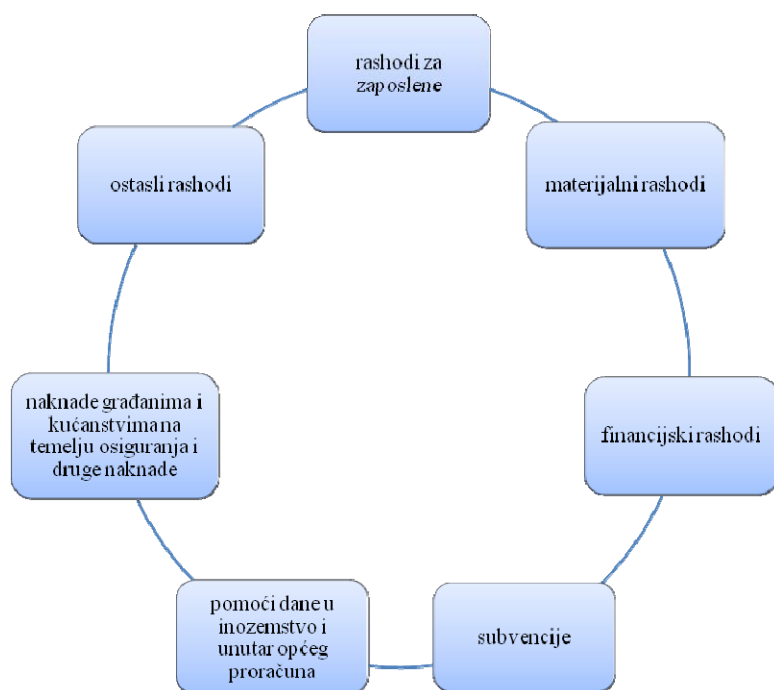 rashodi za
zaposlene
materijalni rashodi
financijski rashodi
subvencije
pomoći dane u
inozemstvo i
unutar općeg
proračuna
naknade građanima i
kućanstvima na
temelju osiguranja i
druge naknade
ostasli rashodi